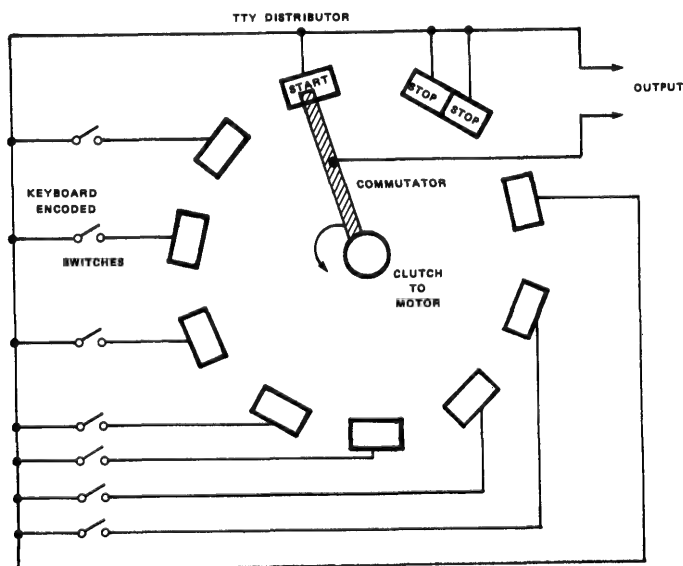 TTY DISTRIBUTOR
START
STOP
STOP
OUTPUT
KEYBOARD
ENCODED
SWITCHES
COMMUTATOR
CLUTCH
TO
MOTOR